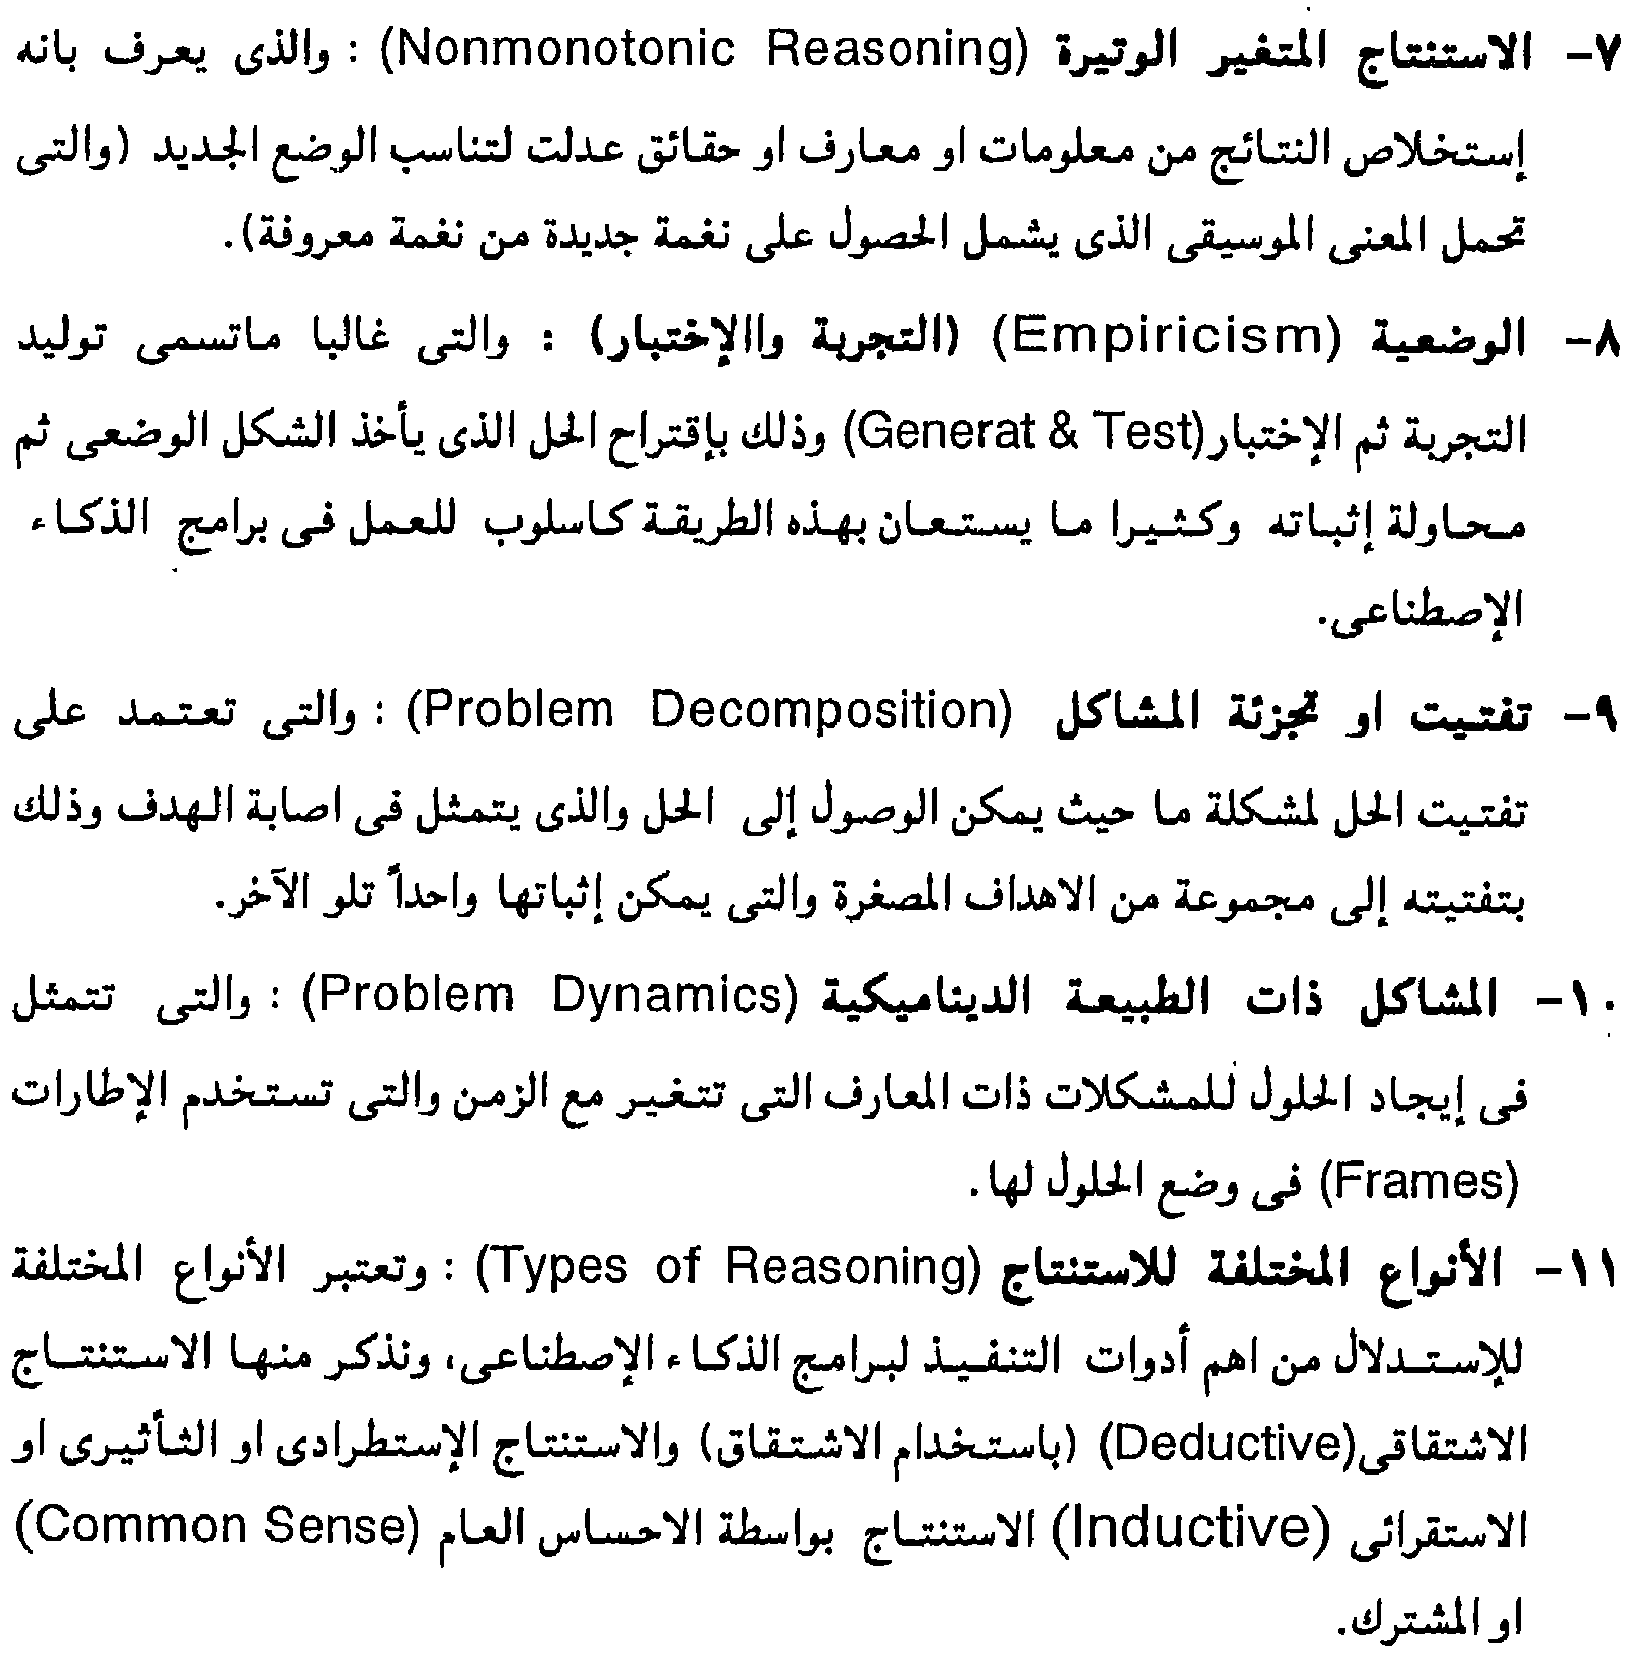 ٧- الاستنتاج المتغير الوتيرة (Nonmonotonic Reasoning) : والذى يعرف بانه
إستخلاص النتائج من معلومات او معارف او حقائق عدلت لتناسب الوضع الجديد (والتى
تحمل المعنى الموسيقى الذى يشمل الحصول على نغمة جديدة من نغمة معروفة).
٨- الوضعية (Empiricism) (التجربة واالإختبار) : والتى غالبا ماتسمى توليد
التجربة ثم الإختبار(Generat & Test) وذلك بإقتراح الحل الذى يأخذ الشكل الوضعى ثم
محاولة إثباته وكثيرا ما يستعان بهذه الطريقة كاسلوب للعمل فى برامج الذكاء
الإصطناعى.
٩- تفتيت او تجزئة المشاكل (Problem Decomposition) : والتى تعتمد على
تفتيت الحل لمشكلة ما حيث يمكن الوصول إلى الحل والذى يتمثل فى اصابة الهدف وذلك
بتفتيته إلى مجموعة من الاهداف المصغرة والتى يمكن إثباتها واحداً تلو الآخر.
١٠- المشاكل ذات الطبيعة الديناميكية (Problem Dynamics) : والتى تتمثل
فى إيجاد الحلول للمشكلات ذات المعارف التى تتغير مع الزمن والتى تستخدم الإطارات
(Frames) فى وضع الحلول لها.
١١- الأنواع المختلفة للاستنتاج (Types of Reasoning) : وتعتبر الأنواع المختلفة
للإستدلال من اهم أدوات التنفيذ لبرامج الذكاء الإصطناعى، ونذكر منها الاستنتاج
الاشتقاقى(Deductive) (باستخدام الاشتقاق) والاستنتاج الإستطرادى او الثأثيرى او
الاستقرائى (Inductive) الاستنتاج بواسطة الاحساس العام (Common Sense)
او المشترك.